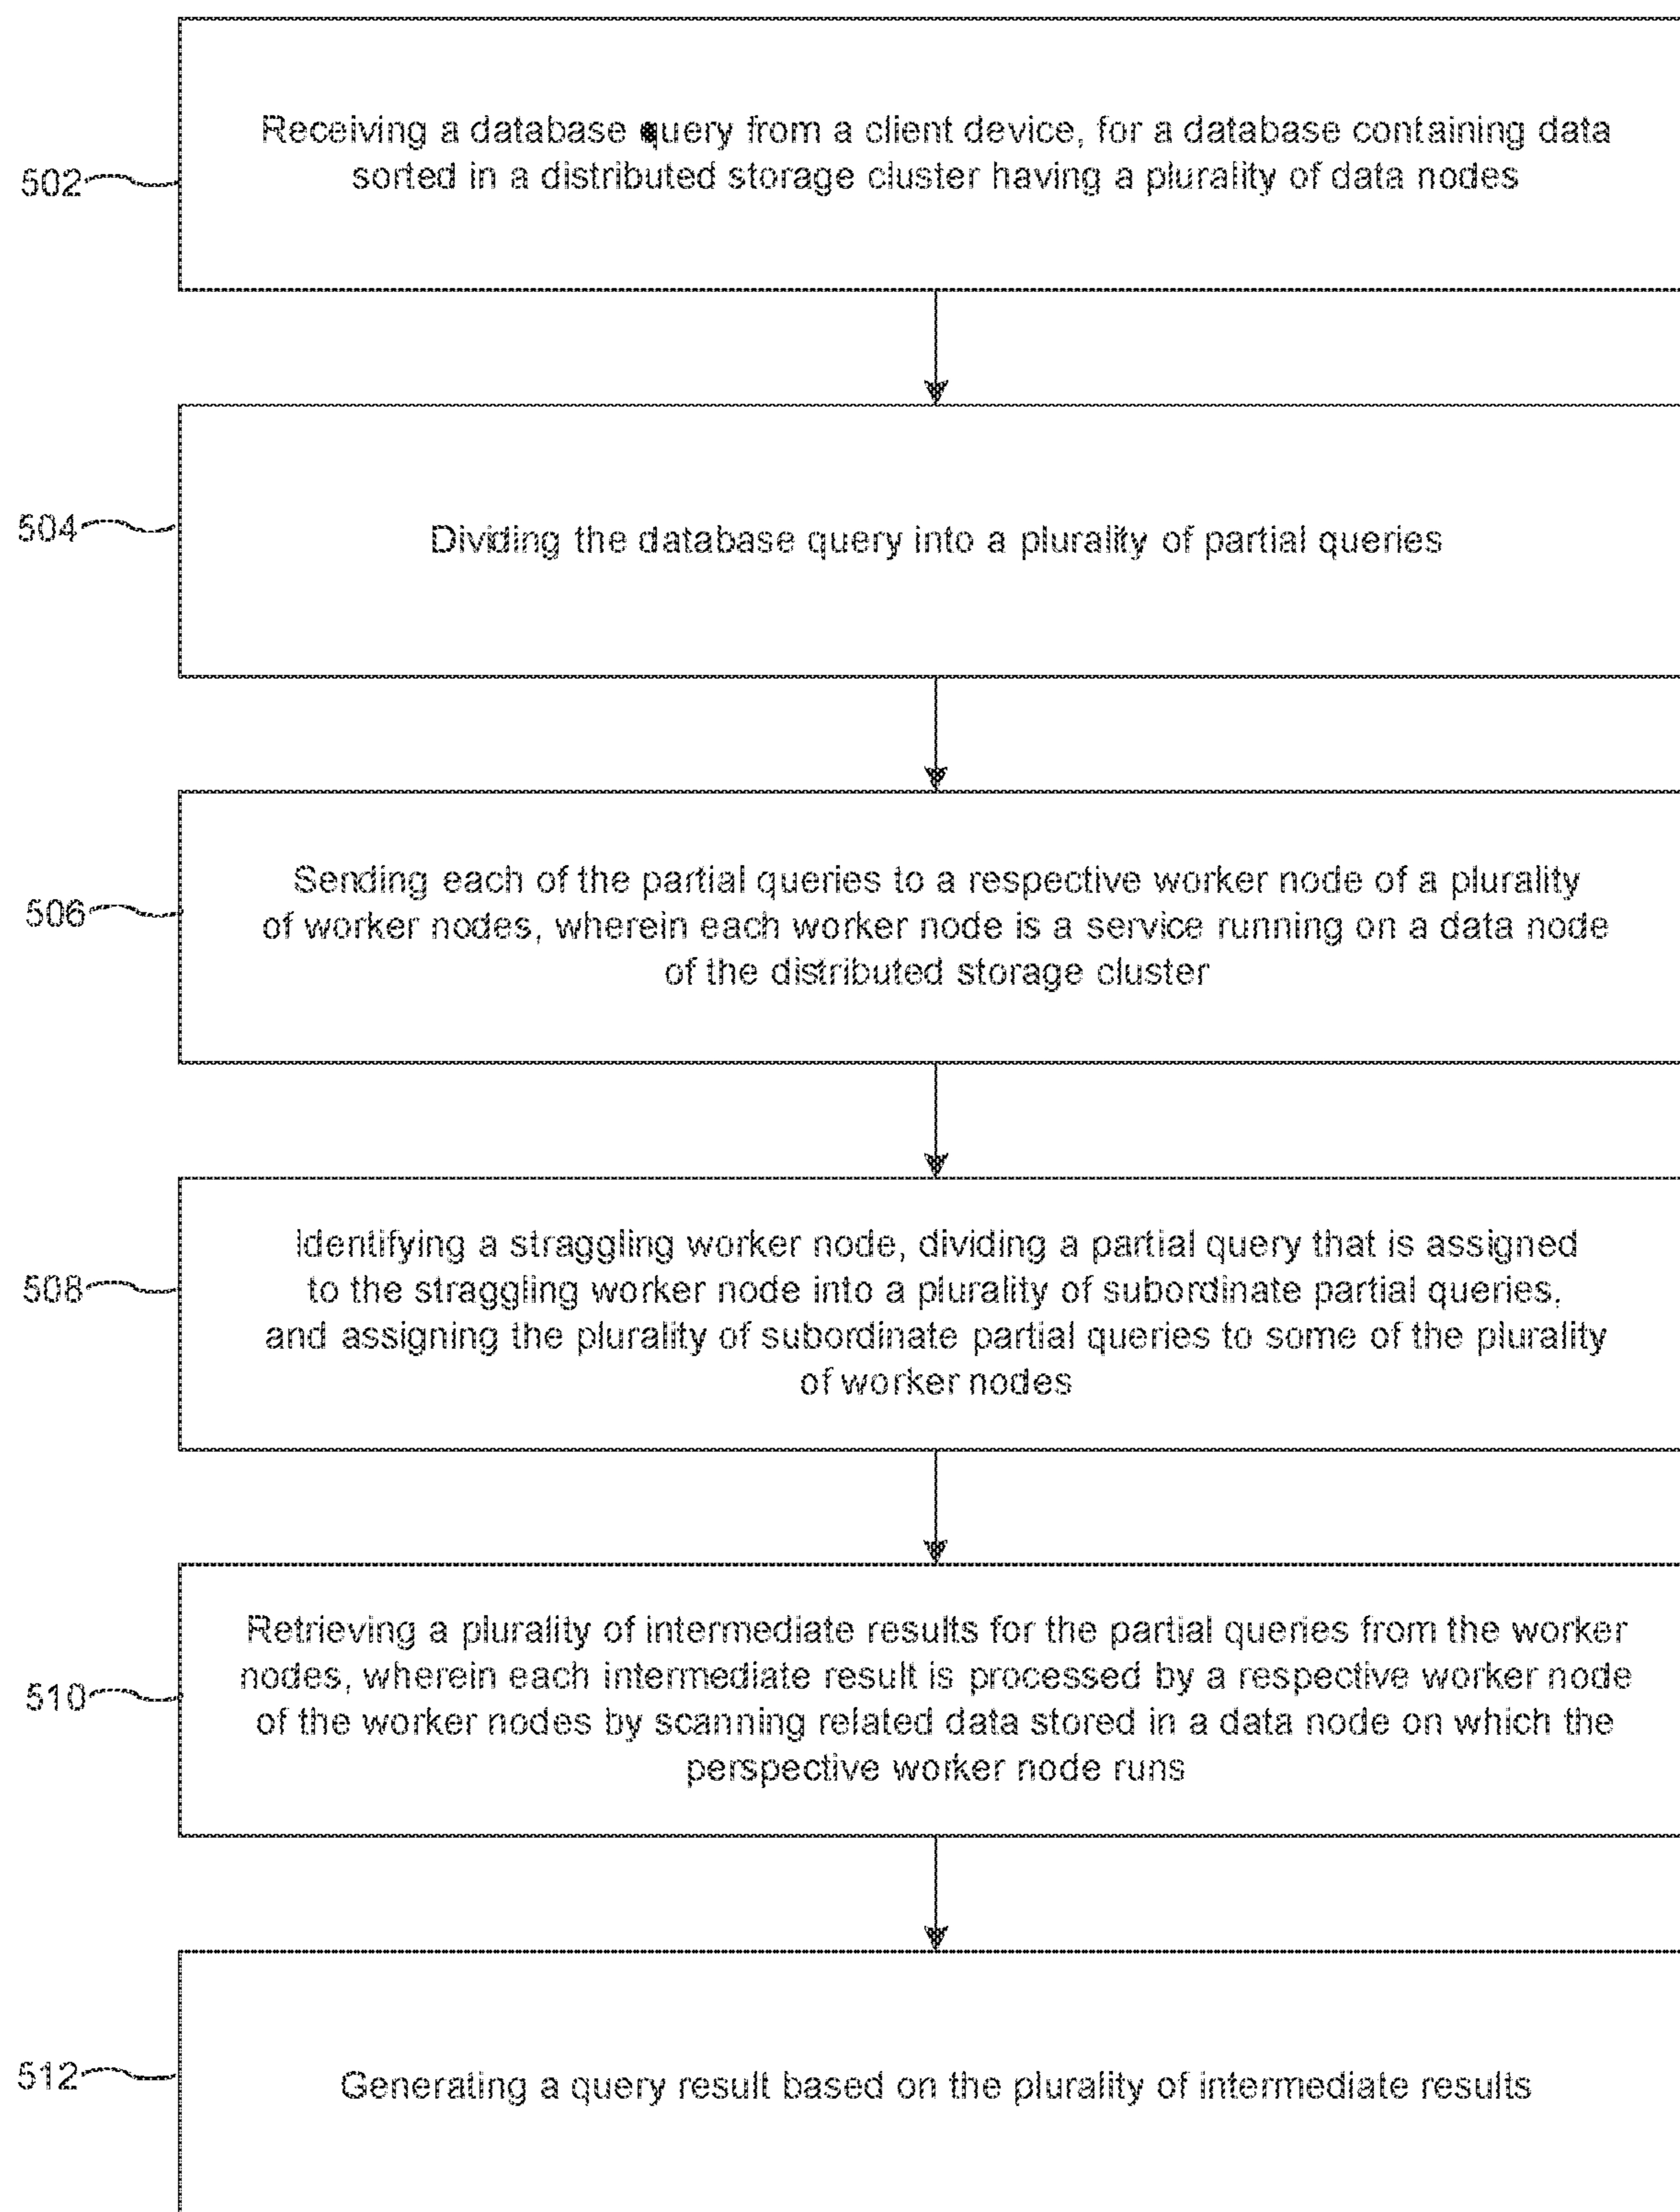 Receiving a database query from a client device, for a database containing data
sorted in a distributed storage cluster having a plurality of data nodes
502
504
Dividing the database query into a plurality of partial queries
Sending each of the partial queries to a respective worker node of a plurality
506
of worker nodes, wherein each worker node is a service running on a data node
of the distributed storage cluster
Identifying a straggling worker node, dividing a partial query that is assigned
508
to the straggling worker node into a plurality of subordinate partial queries,
and assigning the plurality of subordinate partial queries to some of the plurality
of worker nodes
Retrieving a plurality of intermediate results for the partial queries from the worker
nodes, wherein each intermediate result is processed by a respective worker node
510
of the worker nodes by scanning related data stored in a data node on which the
perspective worker node runs
512
Generating a query result based on the plurality of intermediate results